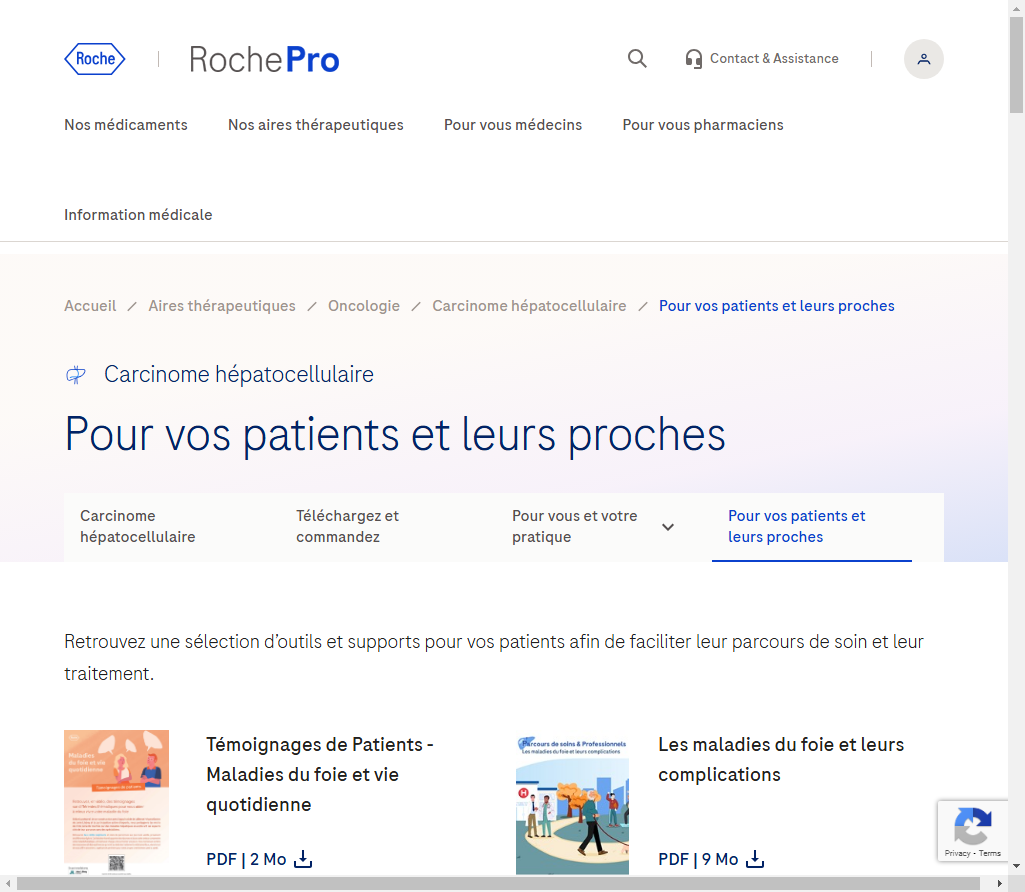 Roche
RochePro
Contact & Assistance
Nos médicaments
Nos aires thérapeutiques
Pour vous médecins
Pour vous pharmaciens
Information médicale
Accueil / Aires thérapeutiques / Oncologie / Carcinome hépatocellulaire / Pour vos patients et leurs proches
Carcinome hépatocellulaire
Pour vos patients et leurs proches
Carcinome
hépatocellulaire
Téléchargez et
commandez
Pour vous et votre
pratique
Pour vos patients et
leurs proches
Retrouvez une sélection d’outils et supports pour vos patients afin de faciliter leur parcours de soin et leur
traitement.
Maladies
du foie et vie
quotidienne
Témoignages de patients
Témoignages de Patients -
Maladies du foie et vie
quotidienne
PDF | 2 Mo
Parcours de soins & Professionnels
Les maladies du foie et leurs complications
H
Les maladies du foie et leurs
complications
PDF | 9 Mo
Privacy - Terms